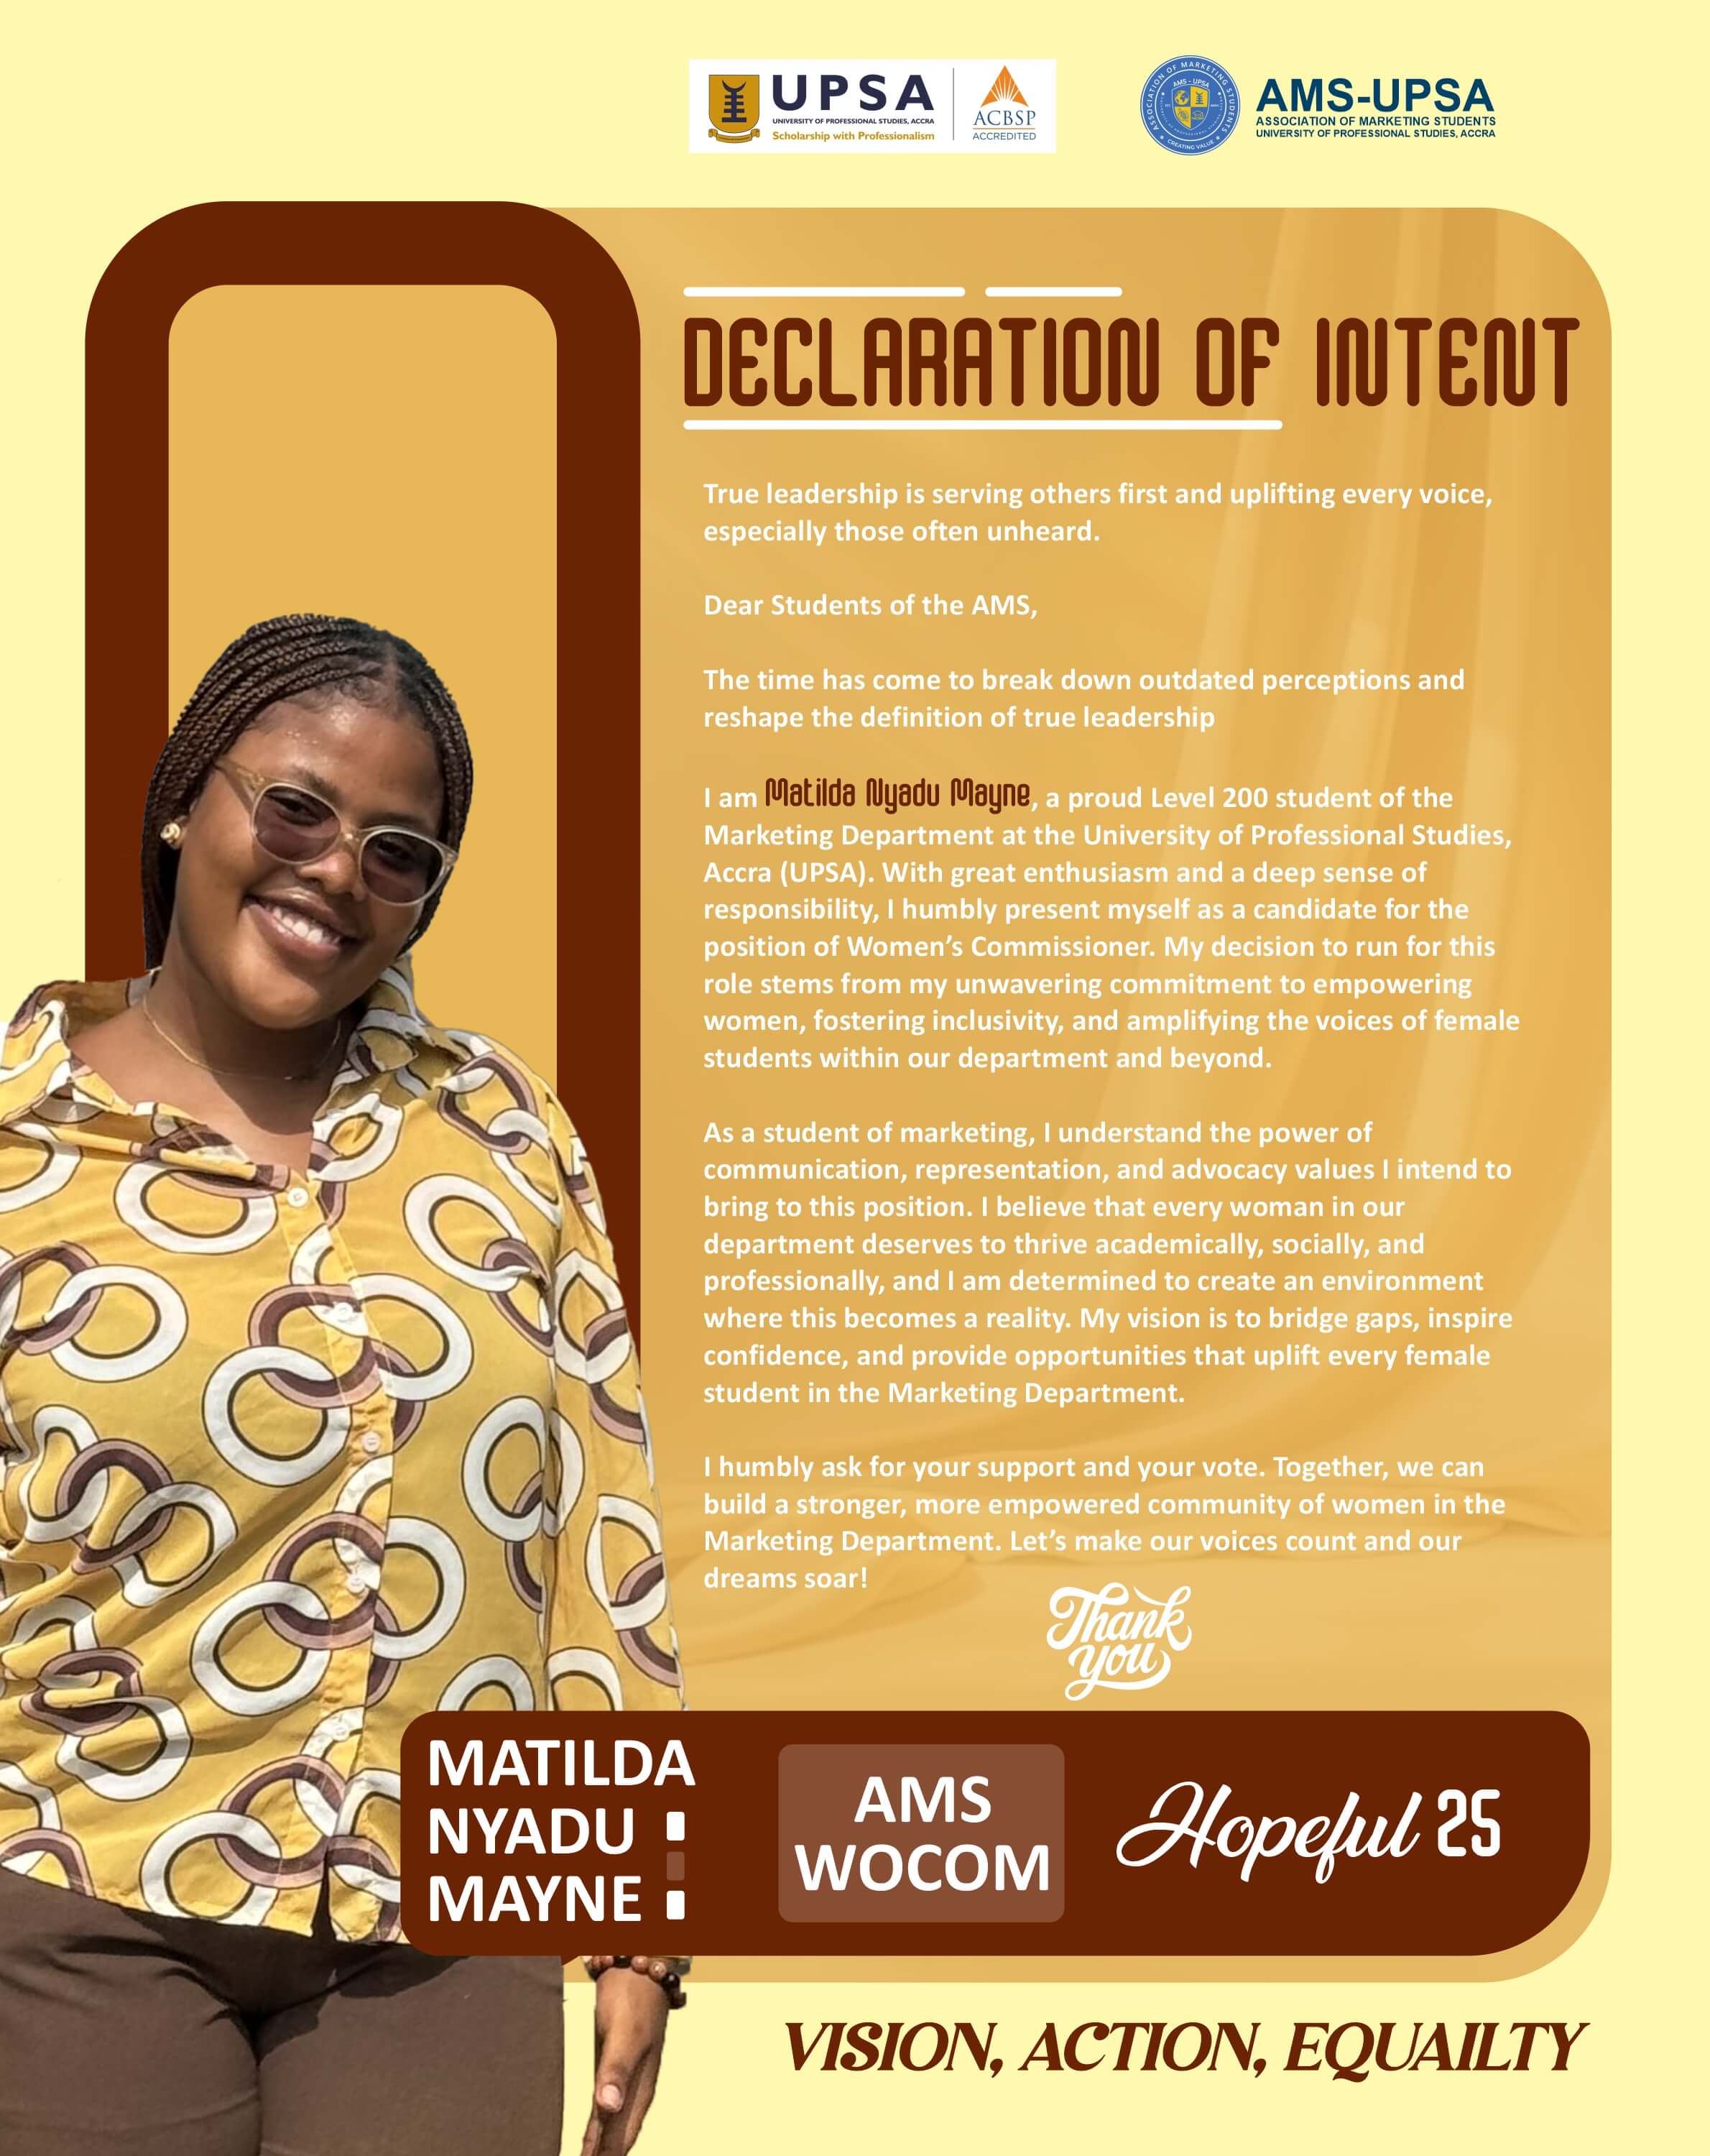 UPSA
UNIVERSITY OF PROFESSIONAL STUDIES, ACCRA
Scholarship with Professionalism
ACBSP
ACCREDITED
ASSOCIATION OF MARKETING STUDENTS
AMS - UPSA
CREATING VALUE
AMS-UPSA
ASSOCIATION OF MARKETING STUDENTS
UNIVERSITY OF PROFESSIONAL STUDIES, ACCRA
DECLARATION OF INTENT
True leadership is serving others first and uplifting every voice,
especially those often unheard.
Dear Students of the AMS,
The time has come to break down outdated perceptions and
reshape the definition of true leadership
I am Matilda Nyadu Mayne, a proud Level 200 student of the
Marketing Department at the University of Professional Studies,
Accra (UPSA). With great enthusiasm and a deep sense of
responsibility, I humbly present myself as a candidate for the
position of Women’s Commissioner. My decision to run for this
role stems from my unwavering commitment to empowering
women, fostering inclusivity, and amplifying the voices of female
students within our department and beyond.
As a student of marketing, I understand the power of
communication, representation, and advocacy values I intend to
bring to this position. I believe that every woman in our
department deserves to thrive academically, socially, and
professionally, and I am determined to create an environment
where this becomes a reality. My vision is to bridge gaps, inspire
confidence, and provide opportunities that uplift every female
student in the Marketing Department.
I humbly ask for your support and your vote. Together, we can
build a stronger, more empowered community of women in the
Marketing Department. Let’s make our voices count and our
dreams soar!
Thank
you
MATILDA
NYADU
MAYNE
AMS
WOCOM
Hopeful 25
VISION, ACTION, EQUAILTY